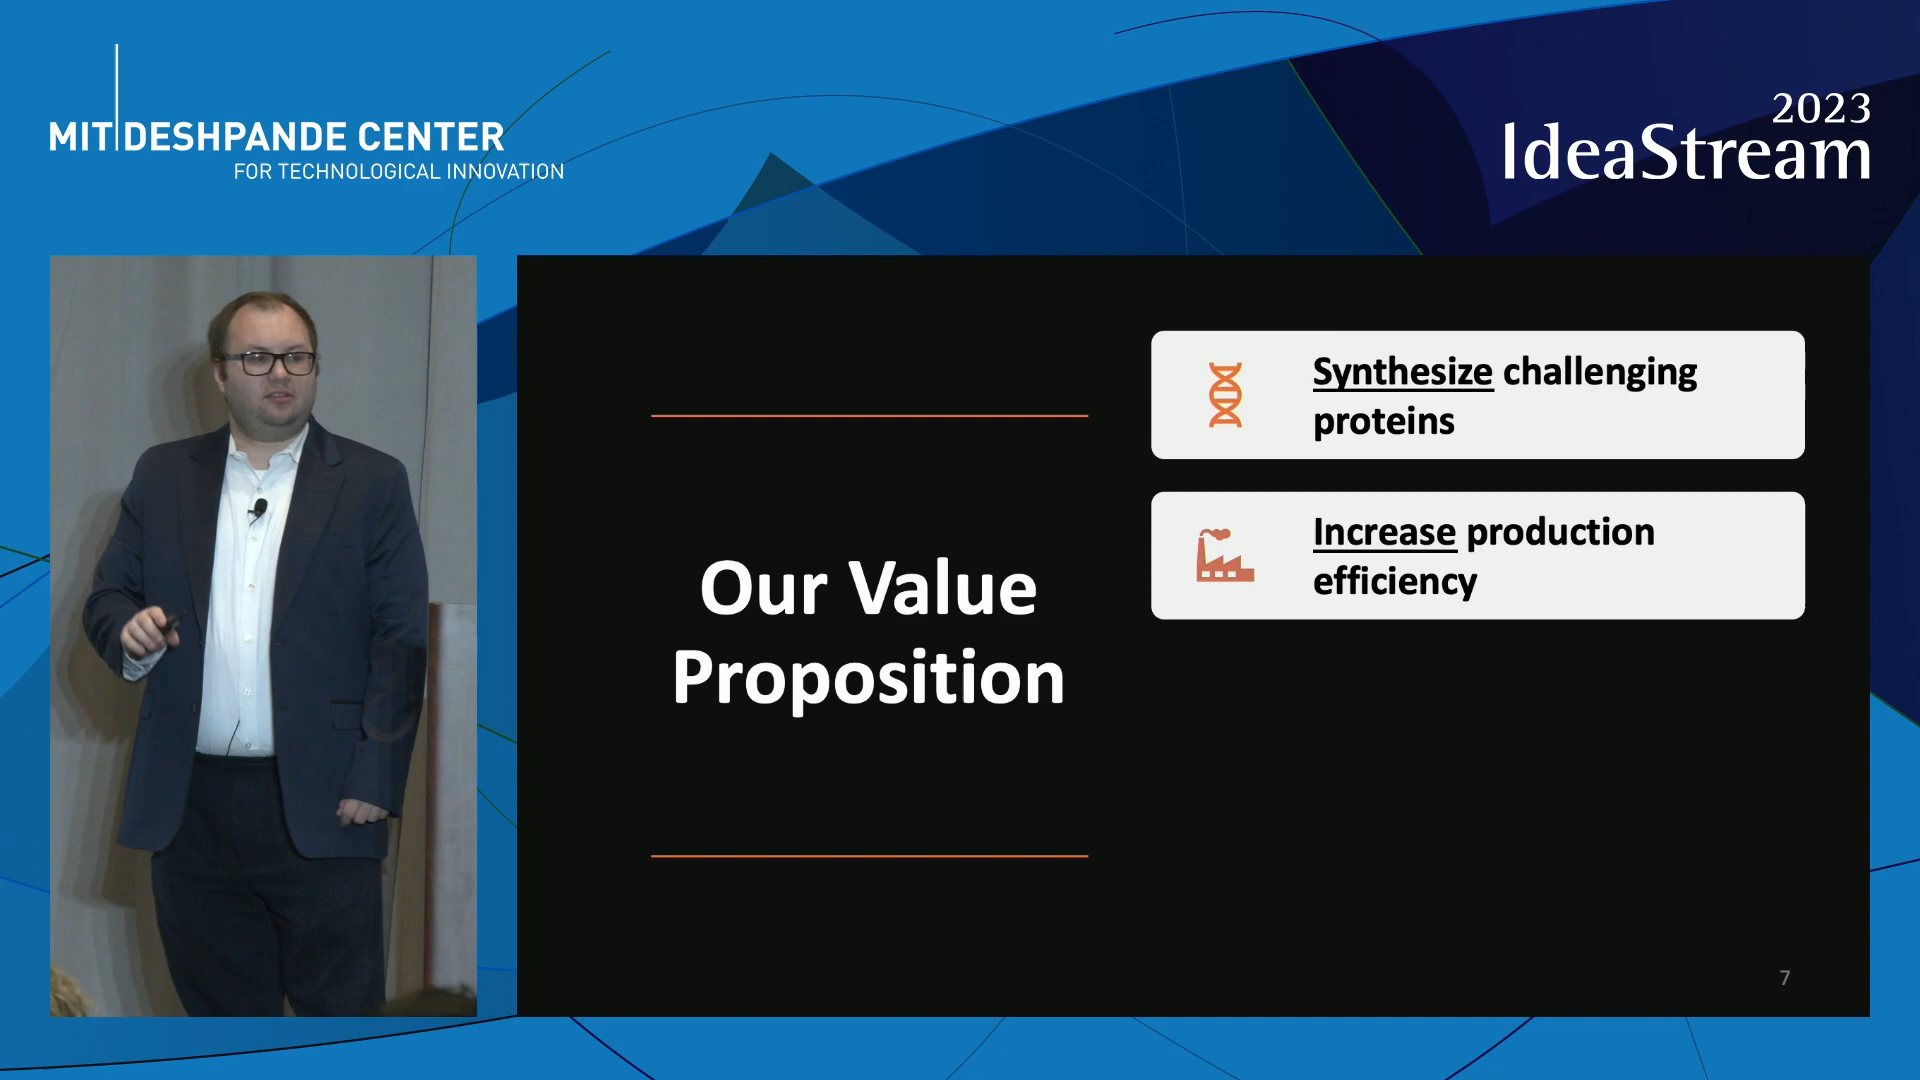 MIT DESHPANDE CENTER
FOR TECHNOLOGICAL INNOVATION
2023
IdeaStream
Our Value
Proposition
Synthesize challenging
proteins
Increase production
efficiency
7